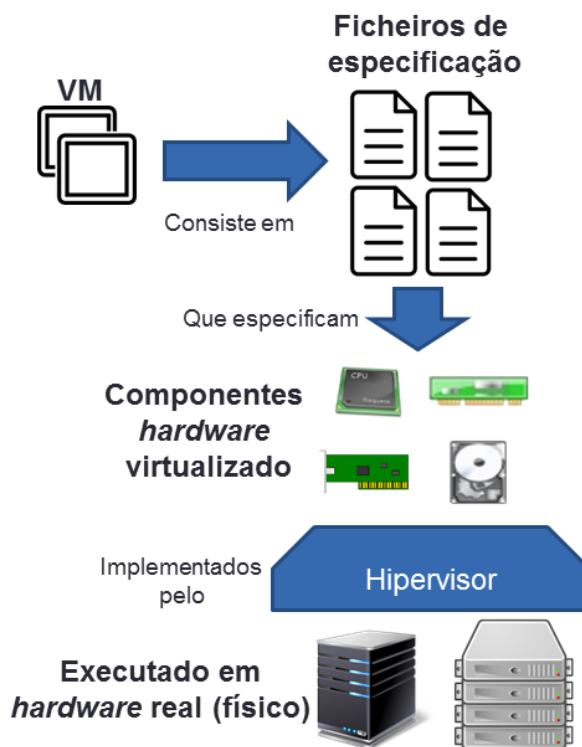 Ficheiros de
especificação
VM
Consiste em
Que especificam
CPU
Componentes
hardware
virtualizado
Implementados
pelo
Hipervisor
Executado em
hardware real (físico)